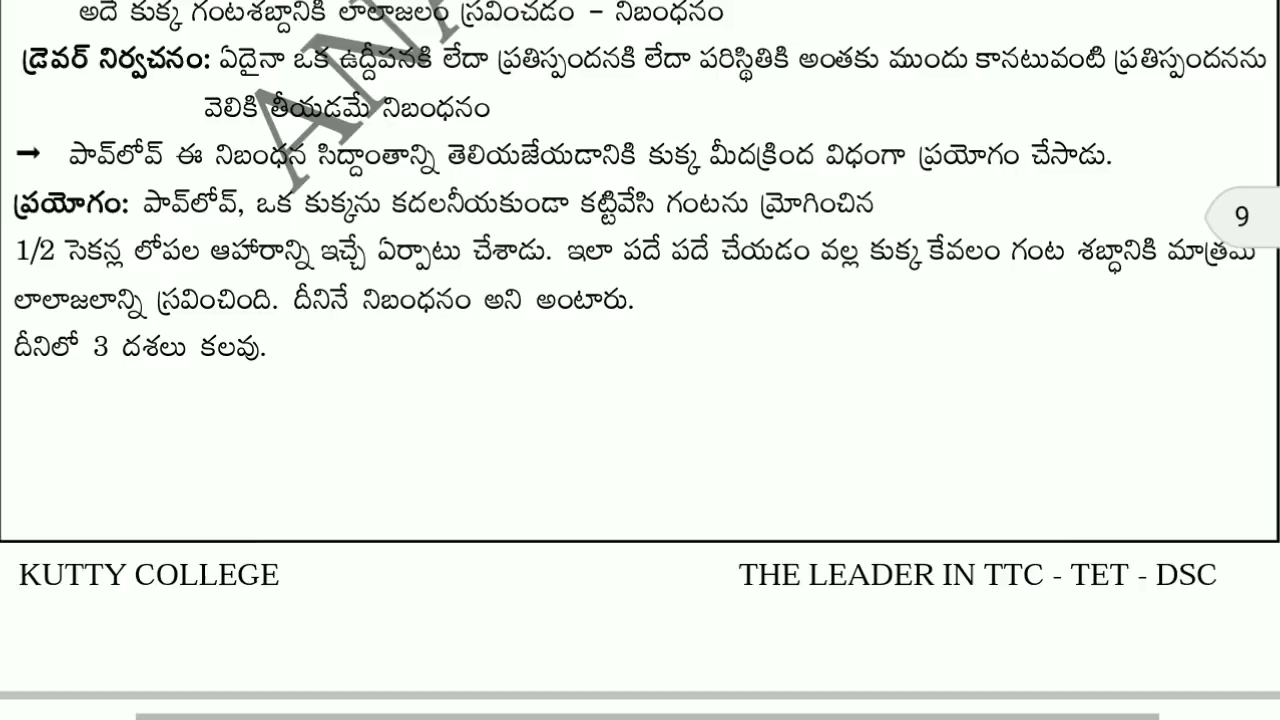 అదే కుక్క గంటశబ్దానికి లాలాజలం స్రవించడం – నిబంధనం
డ్రెవర్ నిర్వచనం: ఏదైనా ఒక ఉద్దీపనకి లేదా ప్రతిస్పందనకి లేదా పరిస్థితికి అంతకు ముందు కానటువంటి ప్రతిస్పందనను
వెలికి తీయడమే నిబంధనం
→ పావ్‌లోవ్ ఈ నిబంధన సిద్దాంతాన్ని తెలియజేయడానికి కుక్క మీదక్రింద విధంగా ప్రయోగం చేసాడు.
ప్రయోగం: పావ్‌లోవ్, ఒక కుక్కను కదలనీయకుండా కట్టివేసి గంటను మ్రోగించిన
9
1/2 సెకన్ల లోపల ఆహారాన్ని ఇచ్చే ఏర్పాటు చేశాడు. ఇలా పదే పదే చేయడం వల్ల కుక్క కేవలం గంట శబ్ధానికి మాత్రమే
లాలాజలాన్ని స్రవించింది. దీనినే నిబంధనం అని అంటారు.
దీనిలో 3 దశలు కలవు.
KUTTY COLLEGE THE LEADER IN TTC - TET - DSC